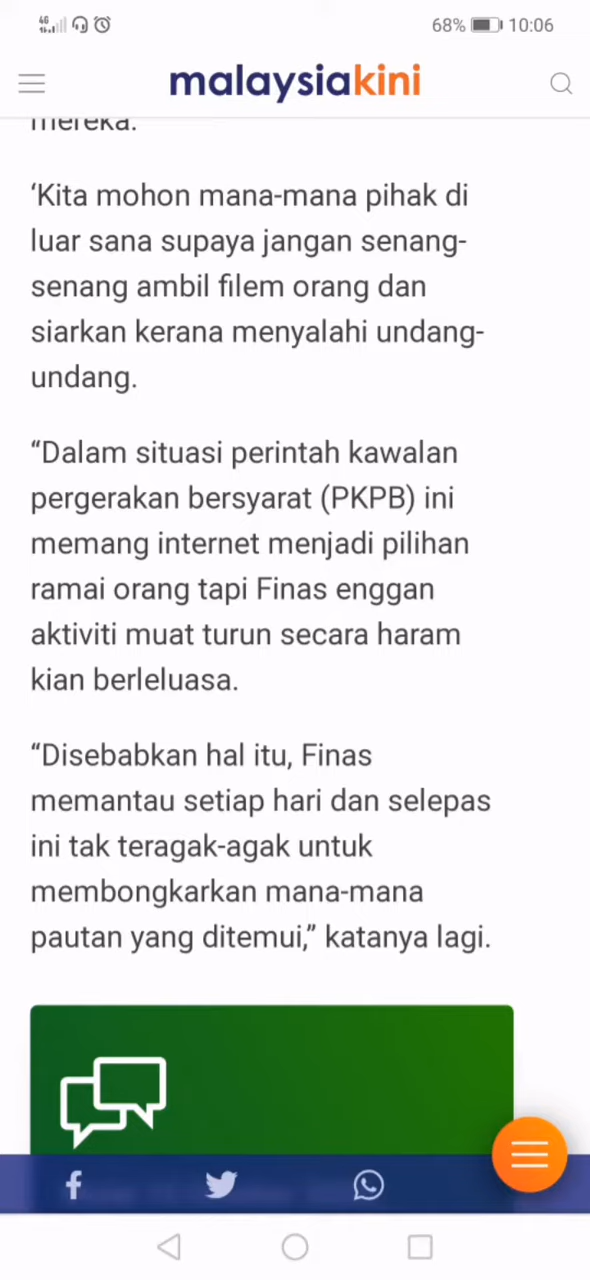 4G
68% 10:06
malaysiakini
mereka.
‘Kita mohon mana-mana pihak di
luar sana supaya jangan senang-
senang ambil filem orang dan
siarkan kerana menyalahi undang-
undang.
“Dalam situasi perintah kawalan
pergerakan bersyarat (PKPB) ini
memang internet menjadi pilihan
ramai orang tapi Finas enggan
aktiviti muat turun secara haram
kian berleluasa.
“Disebabkan hal itu, Finas
memantau setiap hari dan selepas
ini tak teragak-agak untuk
membongkarkan mana-mana
pautan yang ditemui,” katanya lagi.